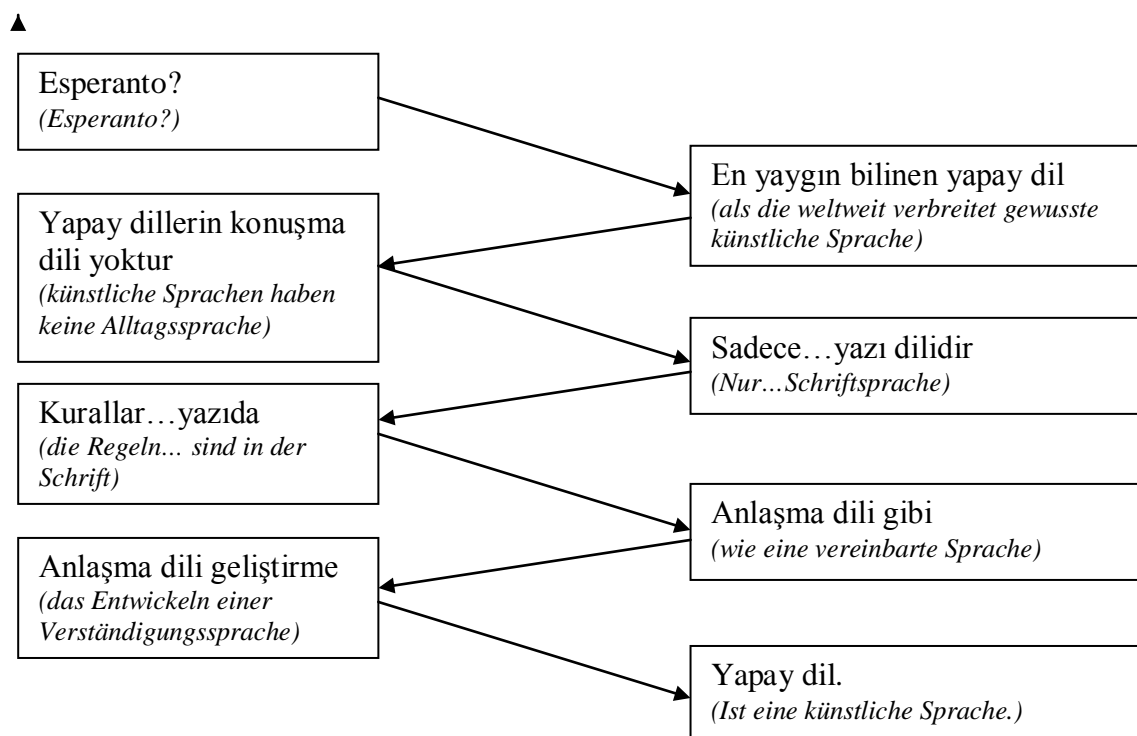 Esperanto?
(Esperanto?)
En yaygın bilinen yapay dil
(als die weltweit verbreitet gewusste
künstliche Sprache)
Yapay dillerin konuşma
dili yoktur
(künstliche Sprachen haben
keine Alltagssprache)
Sadece…yazı dilidir
(Nur…Schriftsprache)
Kurallar…yazıda
(die Regeln… sind in der
Schrift)
Anlaşma dili gibi
(wie eine vereinbarte Sprache)
Anlaşma dili geliştirme
(das Entwickeln einer
Verständigungssprache)
Yapay dil.
(Ist eine künstliche Sprache.)